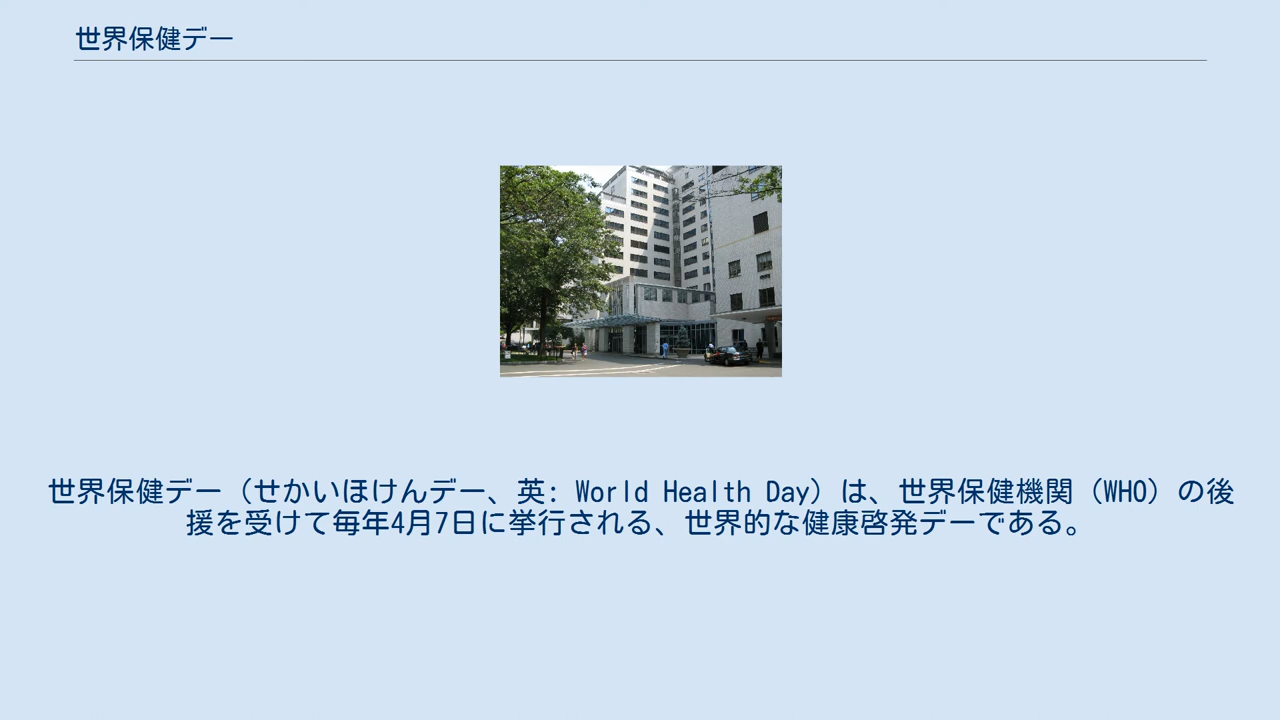 世界保健デー
世界保健デー（せかいほけんデー、英: World Health Day）は、世界保健機関（WHO）の後
援を受けて毎年4月7日に挙行される、世界的な健康啓発デーである。